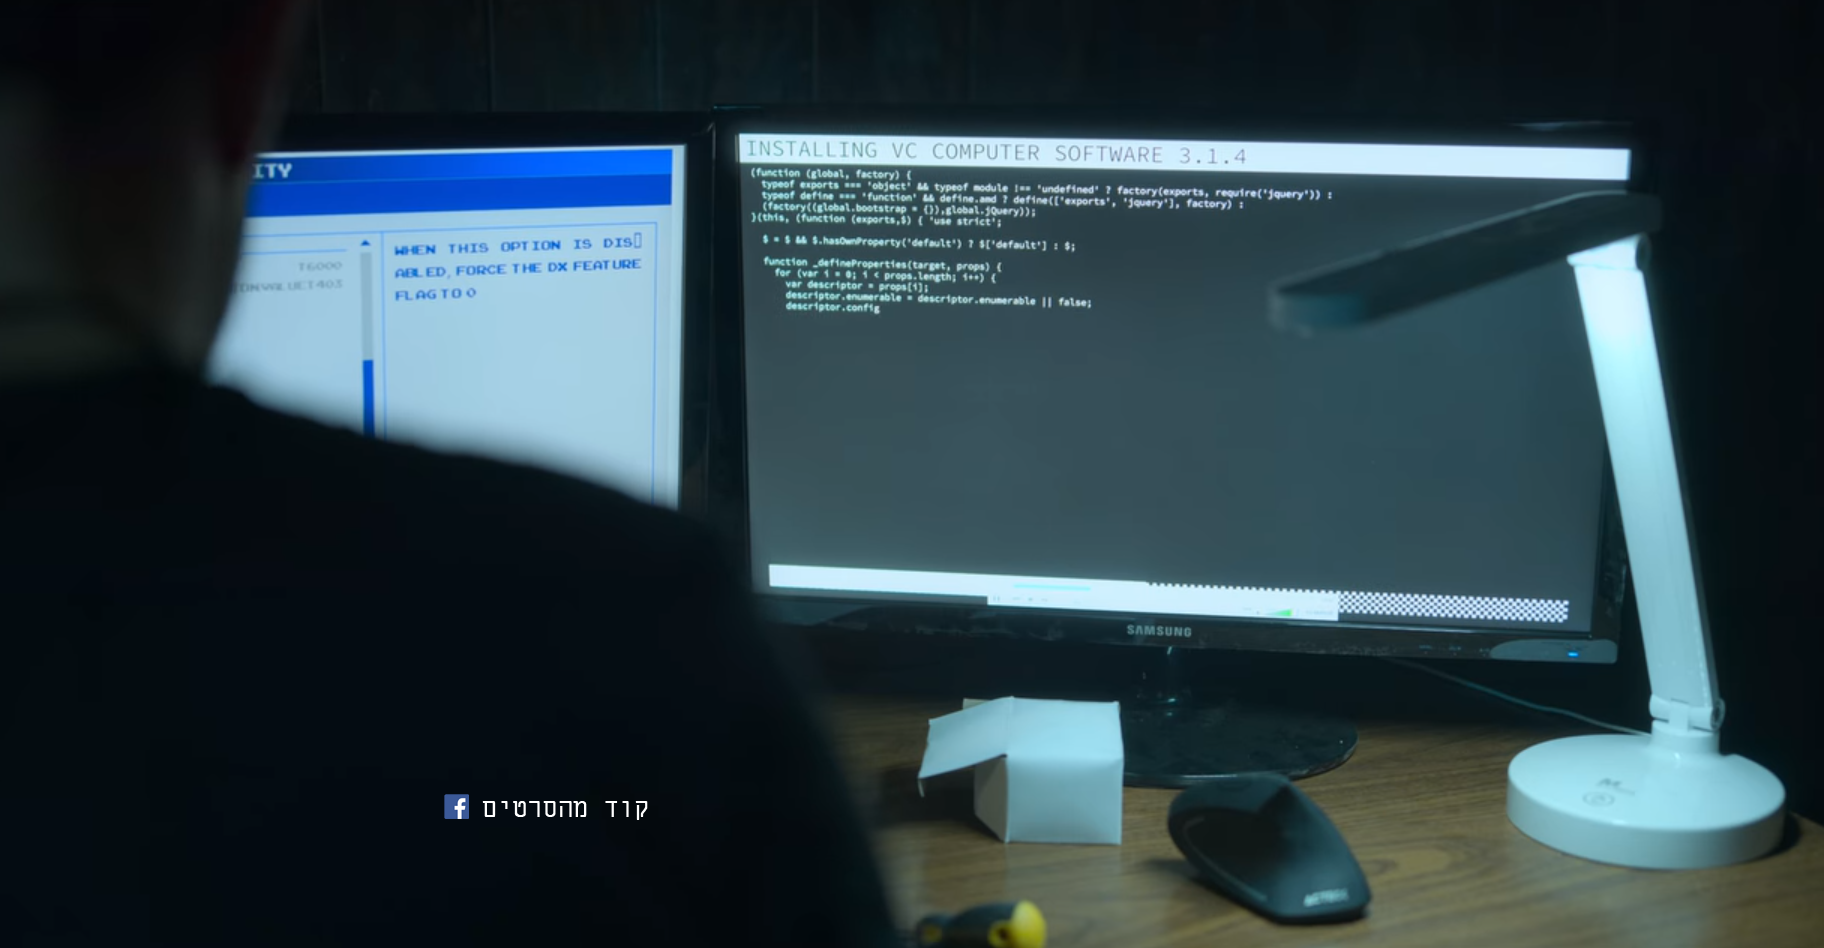 ITY
T6000
WHEN THIS OPTION IS DIS
ABLED, FORCE THE DX FEATURE
FLAG TO 0
INSTALLING VC COMPUTER SOFTWARE 3.1.4
(function (global, factory) {
typeof exports === 'object' && typeof module !== 'undefined' ? factory(exports, require('jquery')) :
typeof define === 'function' && define.amd ? define(['exports', 'jquery'], factory) :
(factory((global.bootstrap = {}),global.jQuery));
}(this, (function (exports,$) { 'use strict';
$ = $ && $.hasOwnProperty('default') ? $['default'] : $;
function _defineProperties(target, props) {
for (var i = 0; i < props.length; i++) {
var descriptor = props[i];
descriptor.enumerable = descriptor.enumerable || false;
descriptor.config
SAMSUNG
קוד מהסרטים